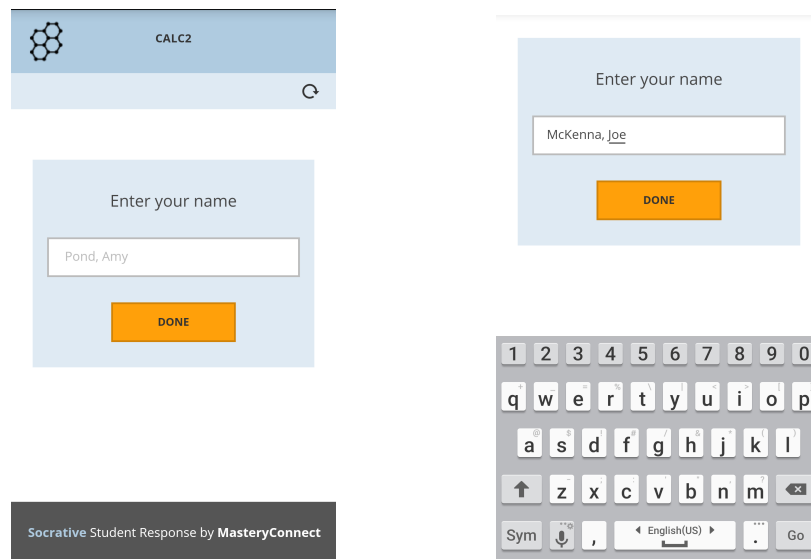 CALC2
Enter your name
Pond, Amy
DONE
Socrative Student Response by MasteryConnect
Enter your name
McKenna, Joe
DONE
1 2 3 4 5 6 7 8 9 0
q w e r t y u i o p
a s d f g h j k l
z x c v b n m
Sym , English(US) . Go